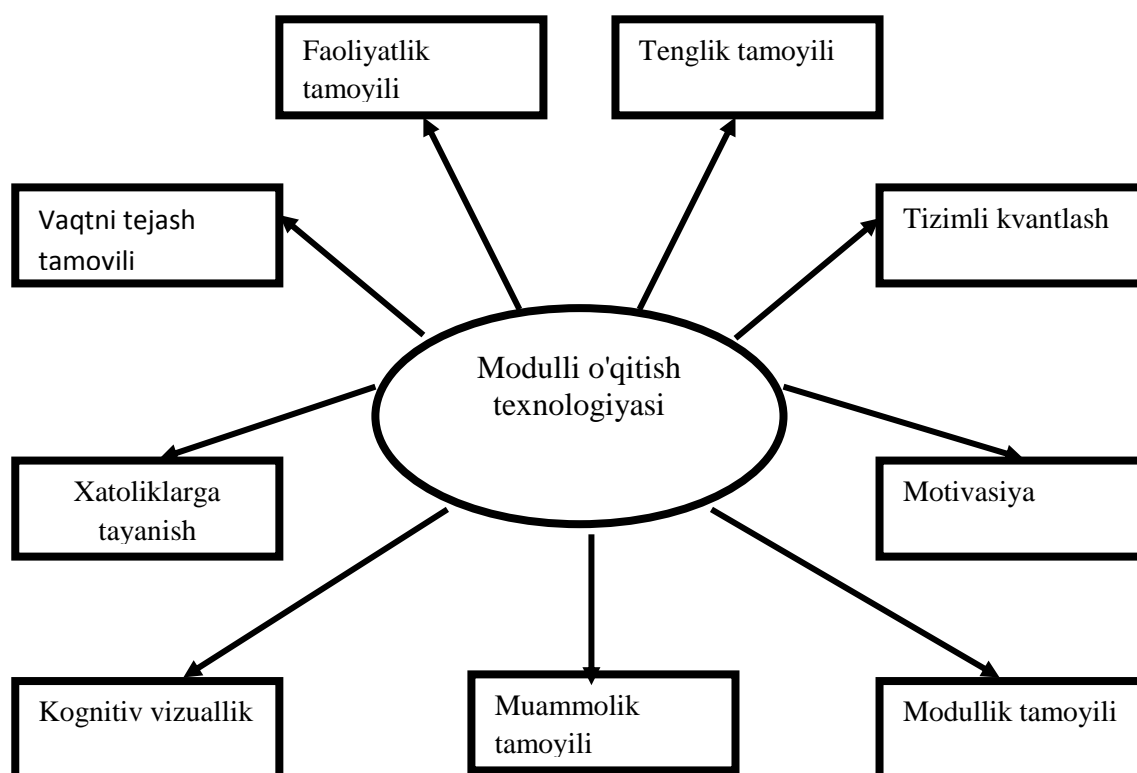 Faoliyatlik
tamoyili
Tenglik tamoyili
Vaqtni tejash
tamovili
Tizimli kvantlash
Modulli o'qitish
texnologiyasi
Xatoliklarga
tayanish
Motivasiya
Kognitiv vizuallik
Muammolik
tamoyili
Modullik tamoyili